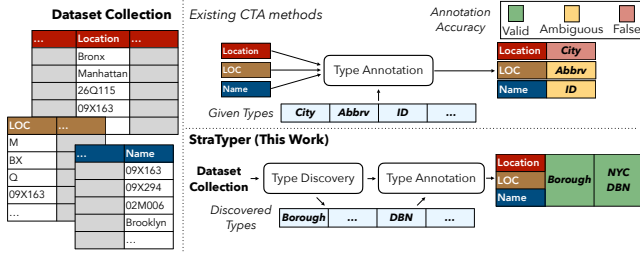 Dataset Collection
... Location ...
Bronx
Manhattan
26Q115
09X163
LOC ...
M
BX
Q
09X163
...
... Name
09X163
09X294
02M006
Brooklyn
...
Existing CTA methods
Annotation
Accuracy
Valid Ambiguous False
Location
LOC
Name
Type Annotation
Given Types
City Abbrv ID ...
Location City
LOC Abbrv
Name ID
StraTyper (This Work)
Dataset
Collection
Type Discovery
Type Annotation
Discovered
Types
Borough ... DBN ...
Location
LOC
Name
Borough
NYC
DBN